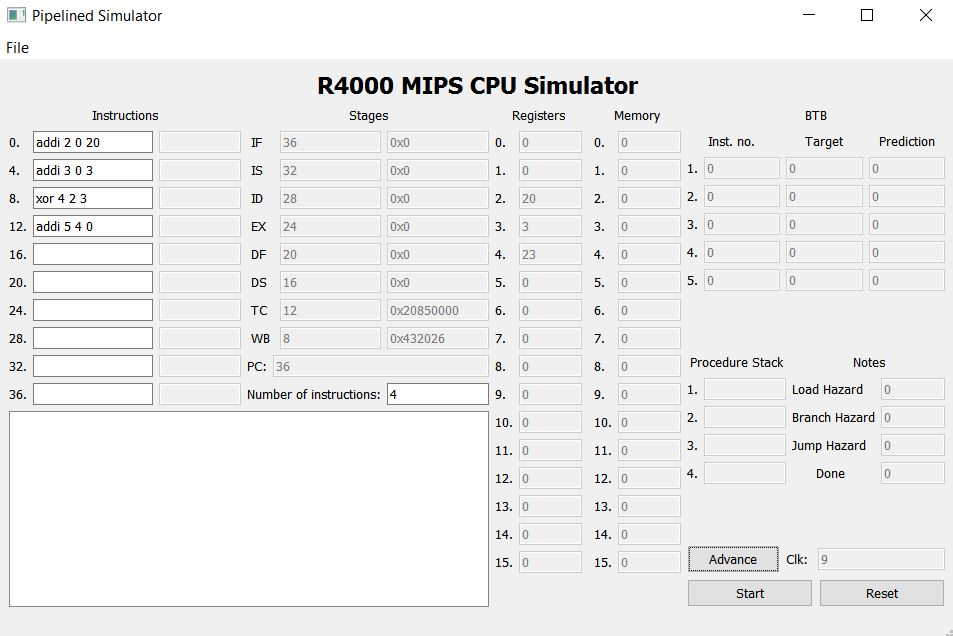 Pipelined Simulator
File
R4000 MIPS CPU Simulator
Instructions Stages Registers Memory BTB
Inst. no. Target Prediction
0. addi 2 0 20 IF 36 0x0 0. 0 0. 0
1. 0 0 0
4. addi 3 0 3 IS 32 0x0 1. 0 1. 0
2. 0 0 0
8. xor 4 2 3 ID 28 0x0 2. 20 2. 0
3. 0 0 0
12. addi 5 4 0 EX 24 0x0 3. 3 3. 0
4. 0 0 0
16. DF 20 0x0 4. 23 4. 0
5. 0 0 0
20. DS 16 0x0 5. 0 5. 0
24. TC 12 0x20850000 6. 0 6. 0
28. WB 8 0x432026 7. 0 7. 0
Procedure Stack Notes
32. PC: 36 8. 0 8. 0
1. Load Hazard 0
36. Number of instructions: 4 9. 0 9. 0
2. Branch Hazard 0
10. 0 10. 0
3. Jump Hazard 0
11. 0 11. 0
4. Done 0
12. 0 12. 0
13. 0 13. 0
14. 0 14. 0
15. 0 15. 0
Advance Clk: 9
Start Reset